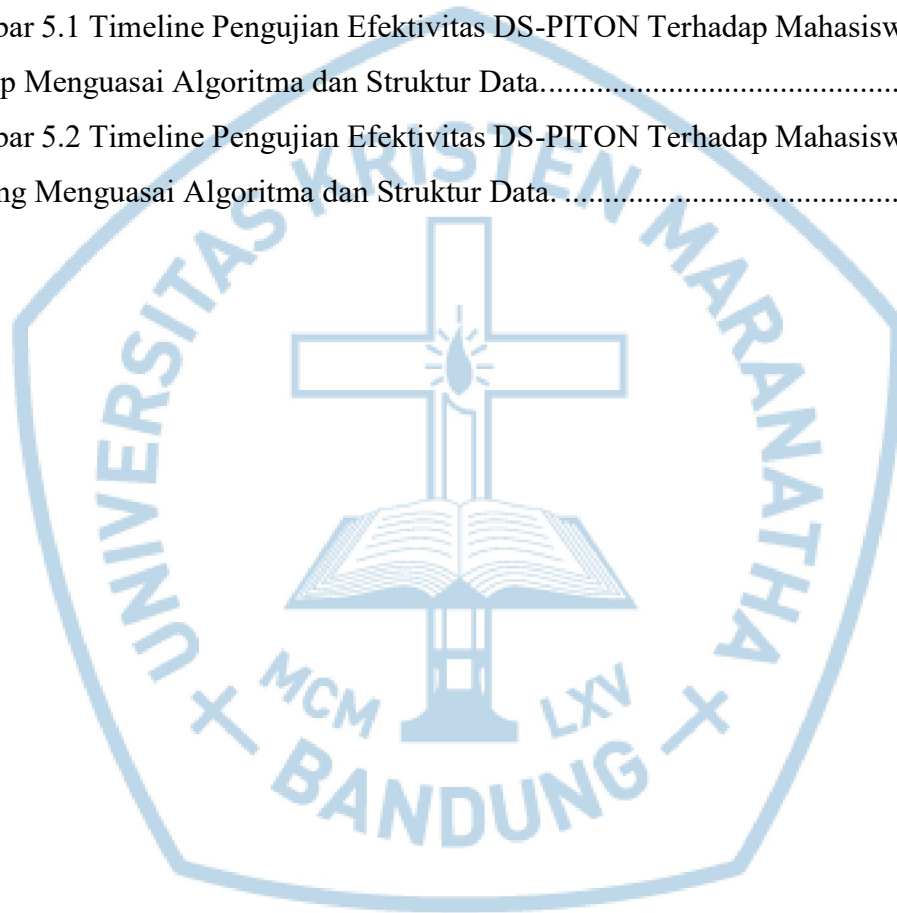 bar 5.1 Timeline Pengujian Efektivitas DS-PITON Terhadap Mahasisw
p Menguasai Algoritma dan Struktur Data.............................................
bar 5.2 Timeline Pengujian Efektivitas DS-PITON Terhadap Mahasisw
ng Menguasai Algoritma dan Struktur Data. ..........................................
UNIVERSITAS KRISTEN MARANATHA
MCM LXV
BANDUNG